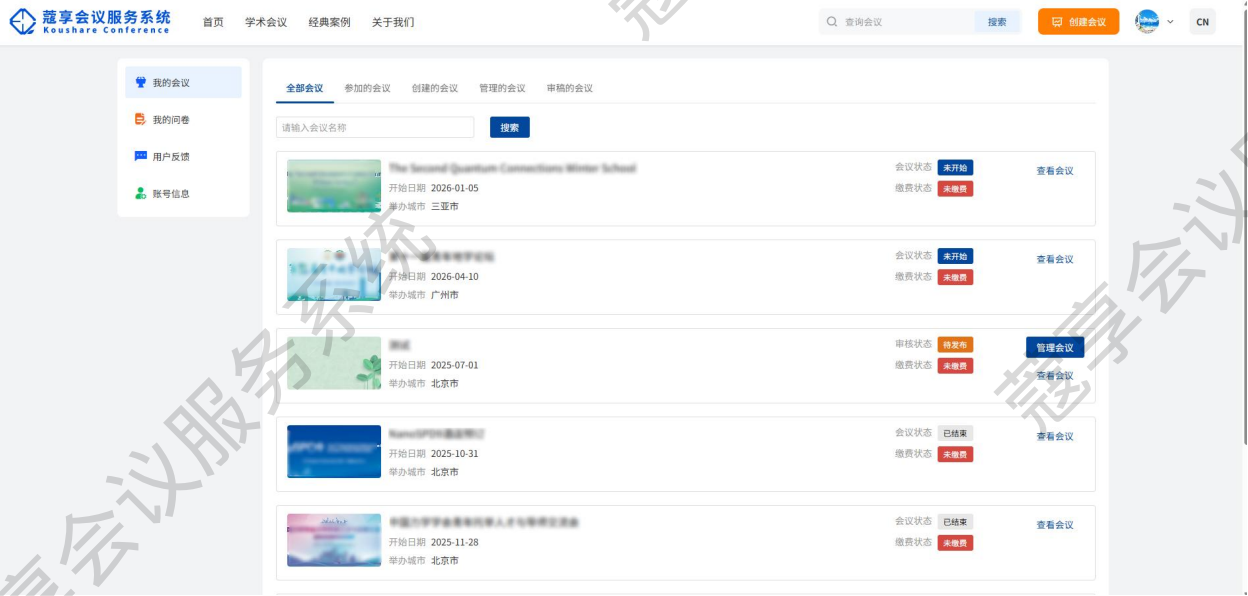 蔻享会议服务系统
Koushare Conference
首页 学术会议 经典案例 关于我们
查询会议 搜索 创建会议 CN
我的会议
我的问卷
用户反馈
账号信息
全部会议 参加的会议 创建的会议 管理的会议 审稿的会议
请输入会议名称 搜索
The Second Quantum Connections Winter School
会议状态 未开始 查看会议
开始日期 2026-01-05
缴费状态 未缴费
举办城市 三亚市
会议状态 未开始 查看会议
开始日期 2026-04-10
缴费状态 未缴费
举办城市 广州市
测试
审核状态 待发布 管理会议
开始日期 2025-07-01
缴费状态 未缴费
查看会议
举办城市 北京市
会议状态 已结束 查看会议
开始日期 2025-10-31
缴费状态 未缴费
举办城市 北京市
会议状态 已结束 查看会议
开始日期 2025-11-28
缴费状态 未缴费
举办城市 北京市
蔻享会议服务系统